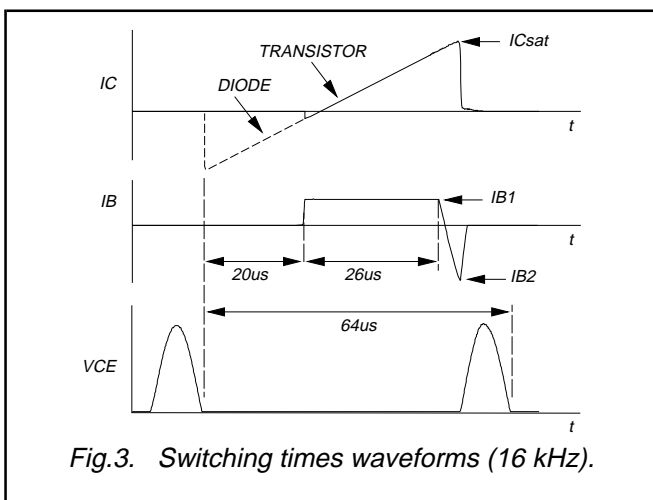 ICsat
TRANSISTOR
IC
DIODE
t
IB
IB1
t
20us
26us
IB2
64us
VCE
t
Fig.3. Switching times waveforms (16 kHz).